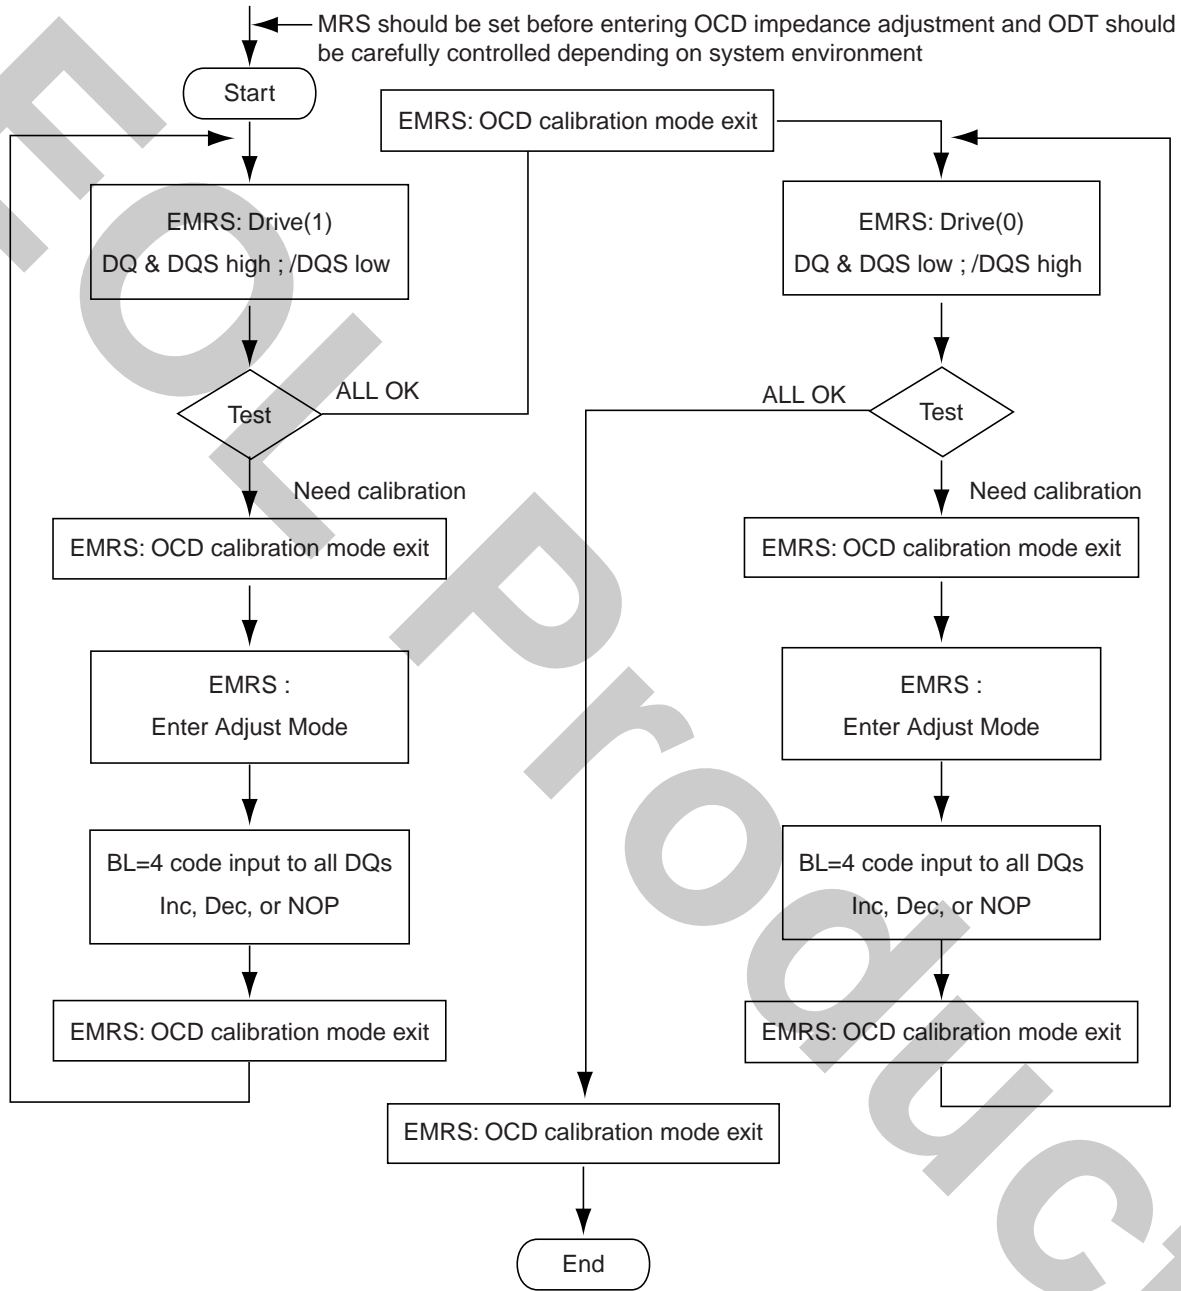 MRS should be set before entering OCD impedance adjustment and ODT should
be carefully controlled depending on system environment
Start
EMRS: OCD calibration mode exit
EMRS: Drive(1)
DQ & DQS high ; /DQS low
EMRS: Drive(0)
DQ & DQS low ; /DQS high
ALL OK
Test
ALL OK
Test
Need calibration
Need calibration
EMRS: OCD calibration mode exit
EMRS: OCD calibration mode exit
EMRS :
Enter Adjust Mode
EMRS :
Enter Adjust Mode
BL=4 code input to all DQs
Inc, Dec, or NOP
BL=4 code input to all DQs
Inc, Dec, or NOP
EMRS: OCD calibration mode exit
EMRS: OCD calibration mode exit
EMRS: OCD calibration mode exit
End
EOL Product